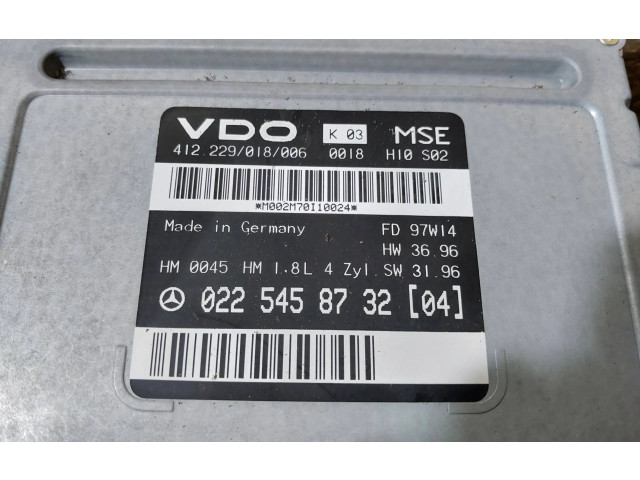 VDO K 03 MSE
412.229/018/006 0018 H10 S02
*M002M70I10024*
Made in Germany FD 97W14
HW 36.96
HM 0045 HM 1.8L 4 Zyl. SW 31.96
022 545 87 32 [04]